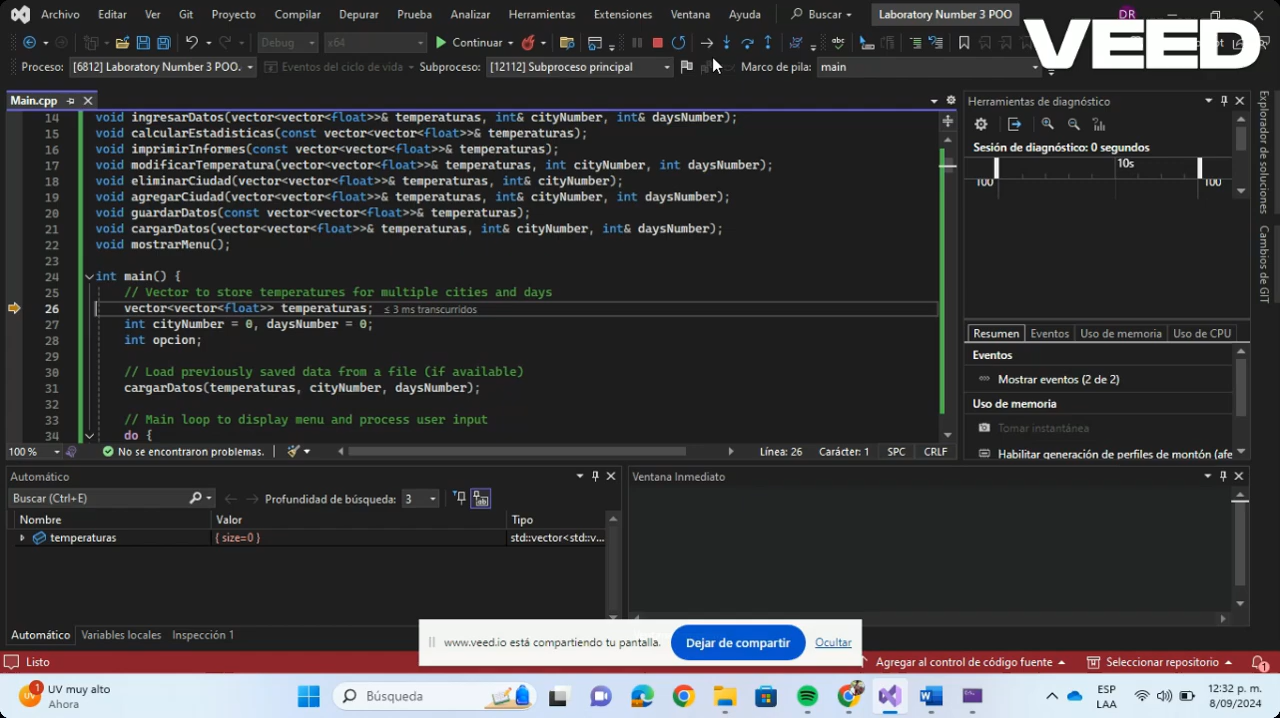 Archivo Editar Ver Git Proyecto Compilar Depurar Prueba Analizar Herramientas Extensiones Ventana Ayuda Buscar Laboratory Number 3 POO DR
VEED
Debug x64 Continuar
Proceso: [6812] Laboratory Number 3 POO. Eventos del ciclo de vida Subproceso: [12112] Subproceso principal Marco de pila: main
Main.cpp
14 void ingresarDatos(vector<vector<float>>& temperaturas, int& cityNumber, int& daysNumber);
15 void calcularEstadisticas(const vector<vector<float>>& temperaturas);
16 void imprimirInformes(const vector<vector<float>>& temperaturas);
17 void modificarTemperatura(vector<vector<float>>& temperaturas, int cityNumber, int daysNumber);
18 void eliminarCiudad(vector<vector<float>>& temperaturas, int& cityNumber);
19 void agregarCiudad(vector<vector<float>>& temperaturas, int& cityNumber, int daysNumber);
20 void guardarDatos(const vector<vector<float>>& temperaturas);
21 void cargarDatos(vector<vector<float>>& temperaturas, int& cityNumber, int& daysNumber);
22 void mostrarMenu();
23
24 int main() {
25 // Vector to store temperatures for multiple cities and days
26 vector<vector<float>> temperaturas; ≤ 3 ms transcurridos
27 int cityNumber = 0, daysNumber = 0;
28 int opcion;
29
30 // Load previously saved data from a file (if available)
31 cargarDatos(temperaturas, cityNumber, daysNumber);
32
33 // Main loop to display menu and process user input
34 do {
100 % No se encontraron problemas. Línea: 26 Carácter: 1 SPC CRLF
Herramientas de diagnóstico
Sesión de diagnóstico: 0 segundos
10s
100 100
Resumen Eventos Uso de memoria Uso de CPU
Eventos
Mostrar eventos (2 de 2)
Uso de memoria
Tomar instantánea
Habilitar generación de perfiles de montón (afe
Explorador de soluciones
Cambios de GIT
Automático
Buscar (Ctrl+E) Profundidad de búsqueda: 3
Nombre Valor Tipo
temperaturas { size=0 } std::vector<std::v...
Automático Variables locales Inspección 1
Ventana Inmediato
www.veed.io está compartiendo tu pantalla. Dejar de compartir Ocultar
Listo Agregar al control de código fuente Seleccionar repositorio 1
1 UV muy alto
Ahora
Búsqueda
ESP
LAA
12:32 p. m.
8/09/2024